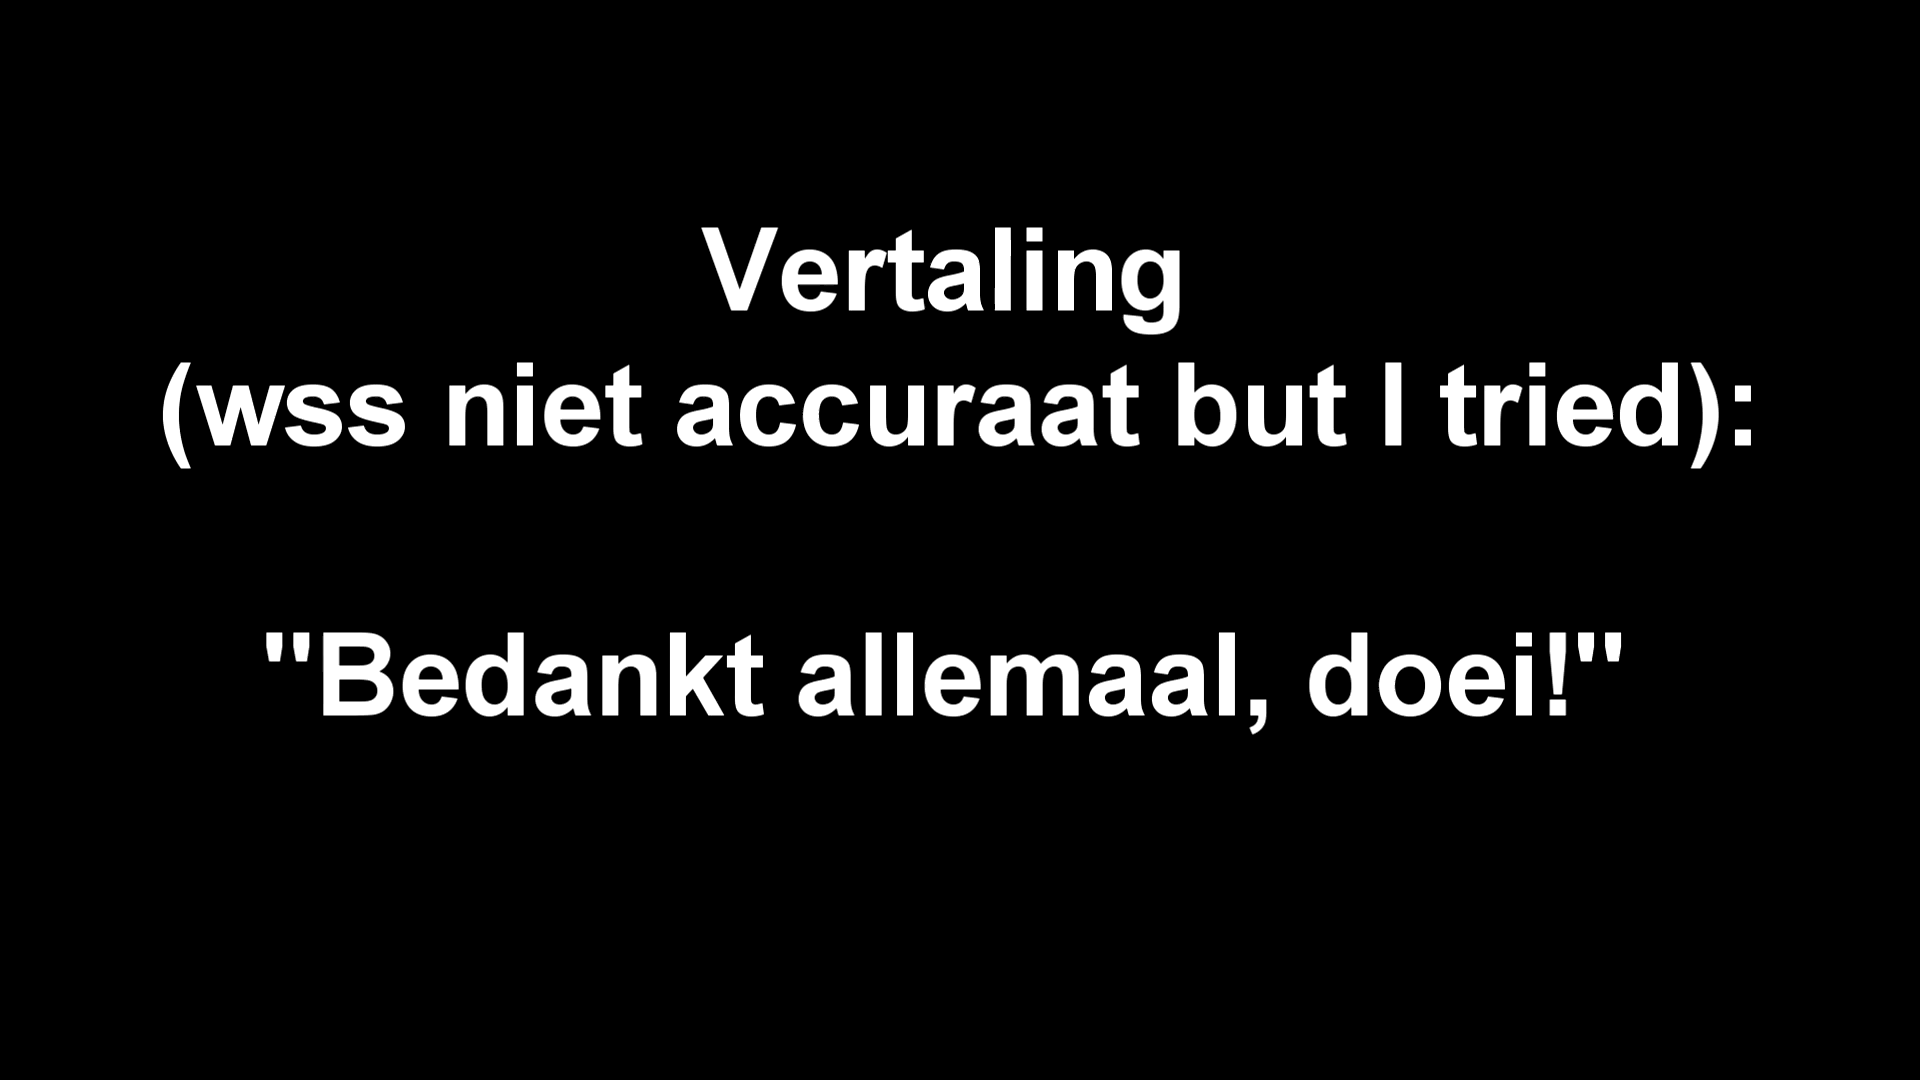 Vertaling
(wss niet accuraat but I tried):
"Bedankt allemaal, doei!"